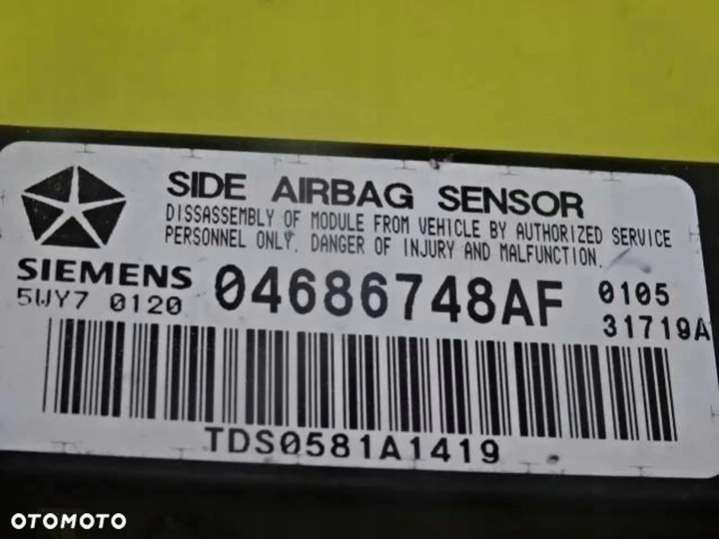 SIDE AIRBAG SENSOR
DISSASSEMBLY OF MODULE FROM VEHICLE BY AUTHORIZED SERVICE
PERSONNEL ONLY. DANGER OF INJURY AND MALFUNCTION.
SIEMENS 04686748AF 0105
5WY7 0120 31719A
TDS0581A1419
OTOMOTO